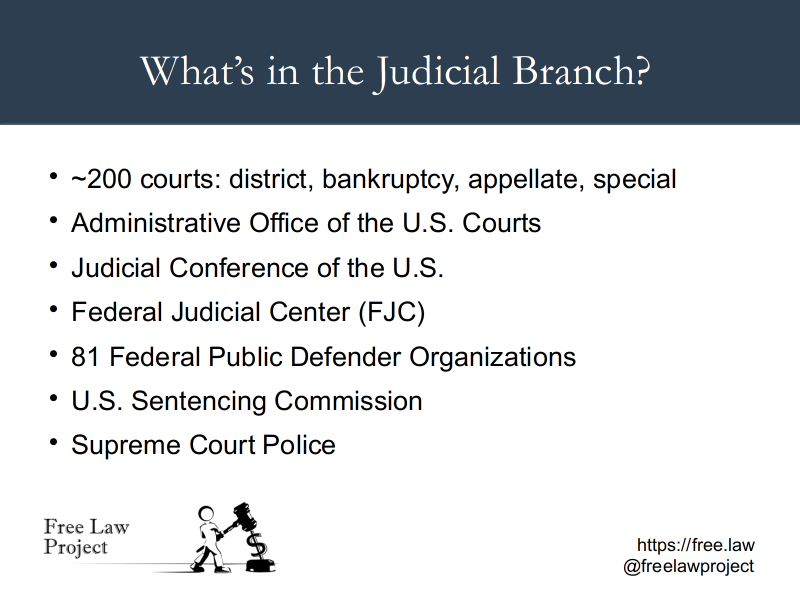 What’s in the Judicial Branch?
• ~200 courts: district, bankruptcy, appellate, special
• Administrative Office of the U.S. Courts
• Judicial Conference of the U.S.
• Federal Judicial Center (FJC)
• 81 Federal Public Defender Organizations
• U.S. Sentencing Commission
• Supreme Court Police
Free Law
Project
$
https://free.law
@freelawproject